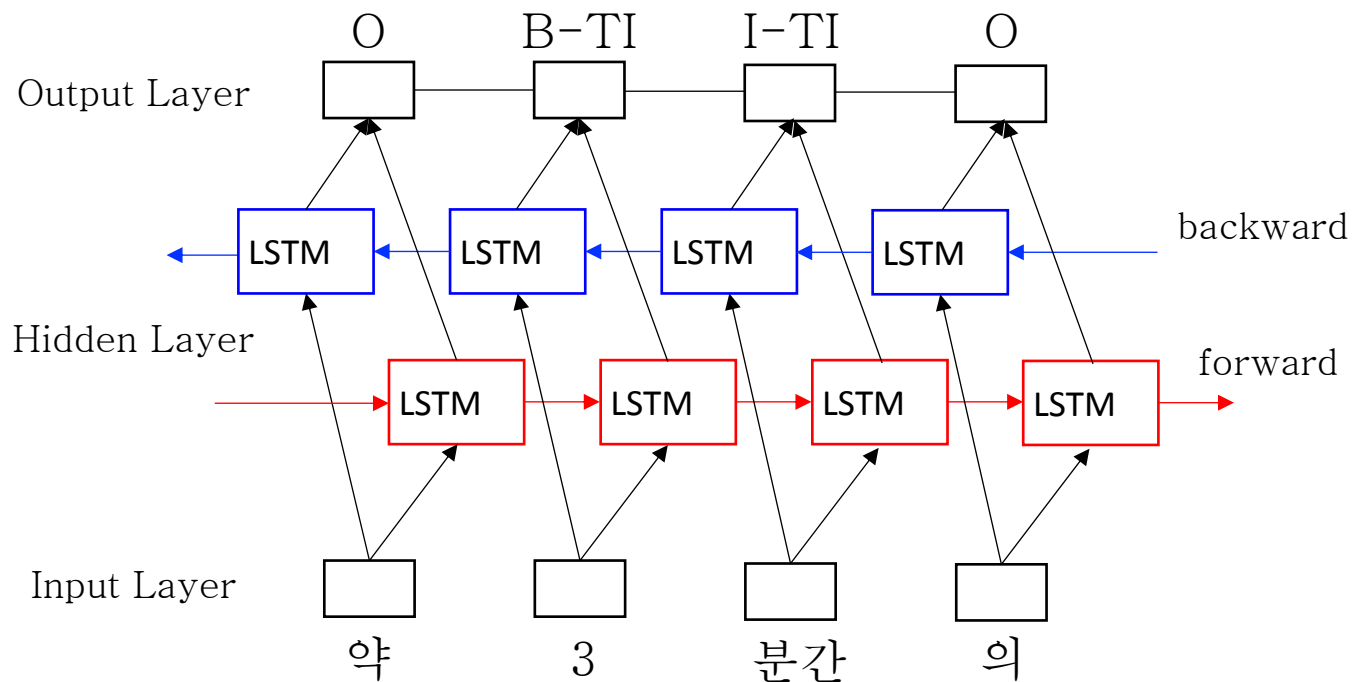 O B-TI I-TI O
Output Layer
LSTM LSTM LSTM LSTM backward
Hidden Layer
LSTM LSTM LSTM LSTM forward
Input Layer
약 3 분간 의